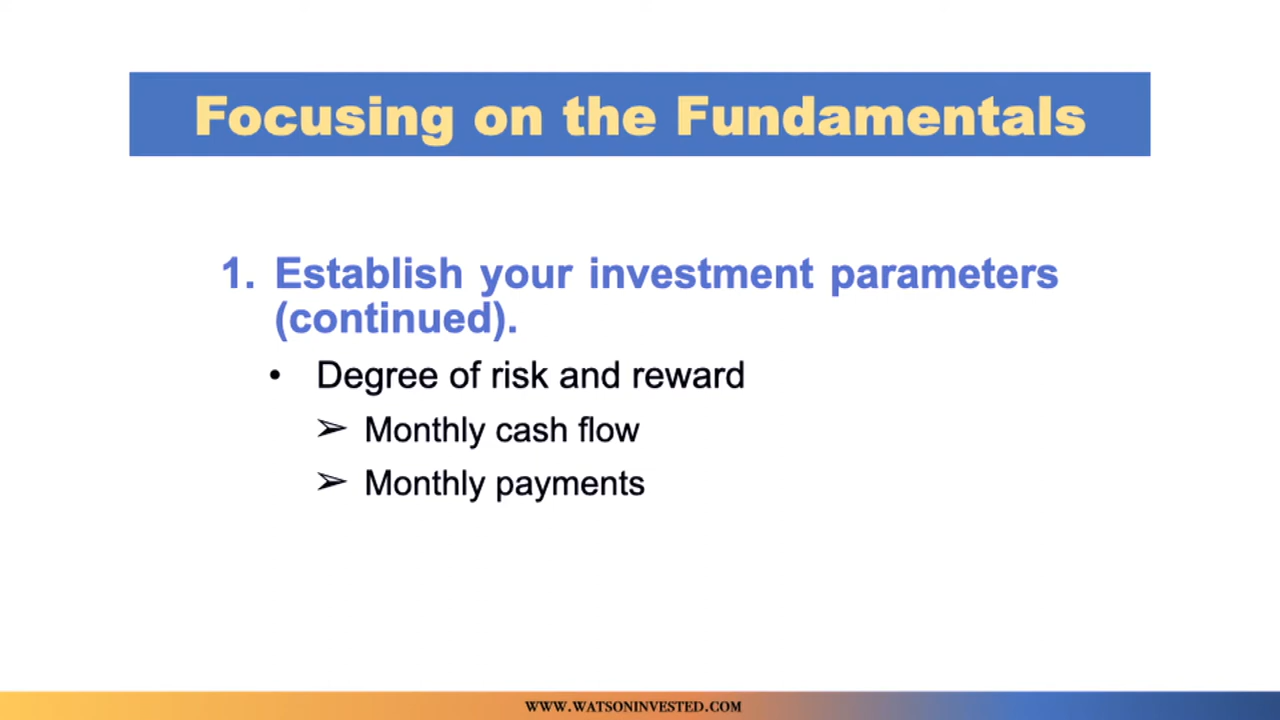 Focusing on the Fundamentals
1. Establish your investment parameters
(continued).
• Degree of risk and reward
➢ Monthly cash flow
➢ Monthly payments
WWW.WATSONINVESTED.COM